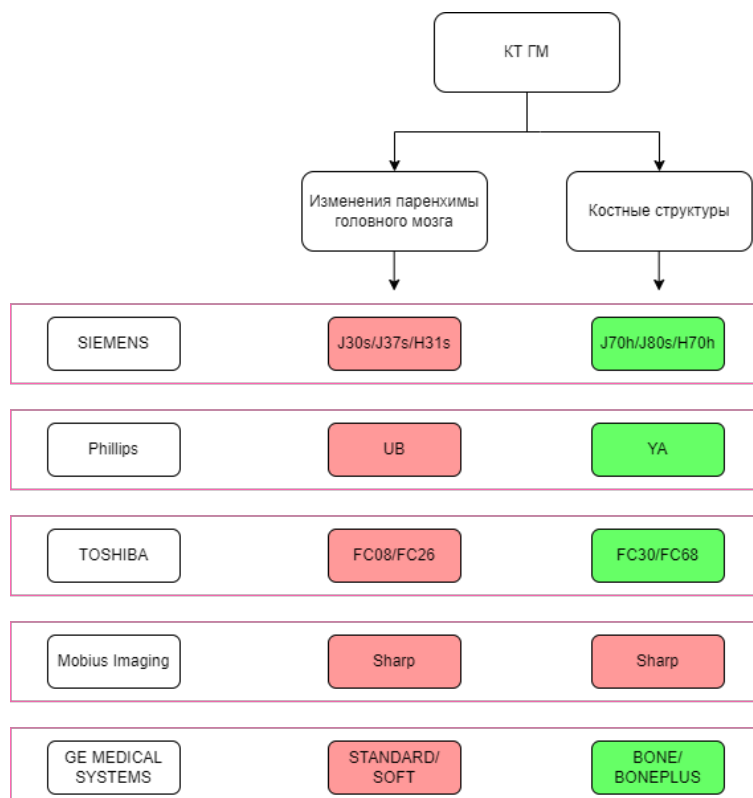 КТ ГМ
Изменения паренхимы
головного мозга
Костные структуры
SIEMENS
J30s/J37s/H31s
J70h/J80s/H70h
Phillips
UB
YA
TOSHIBA
FC08/FC26
FC30/FC68
Mobius Imaging
Sharp
Sharp
GE MEDICAL
SYSTEMS
STANDARD/
SOFT
BONE/
BONEPLUS